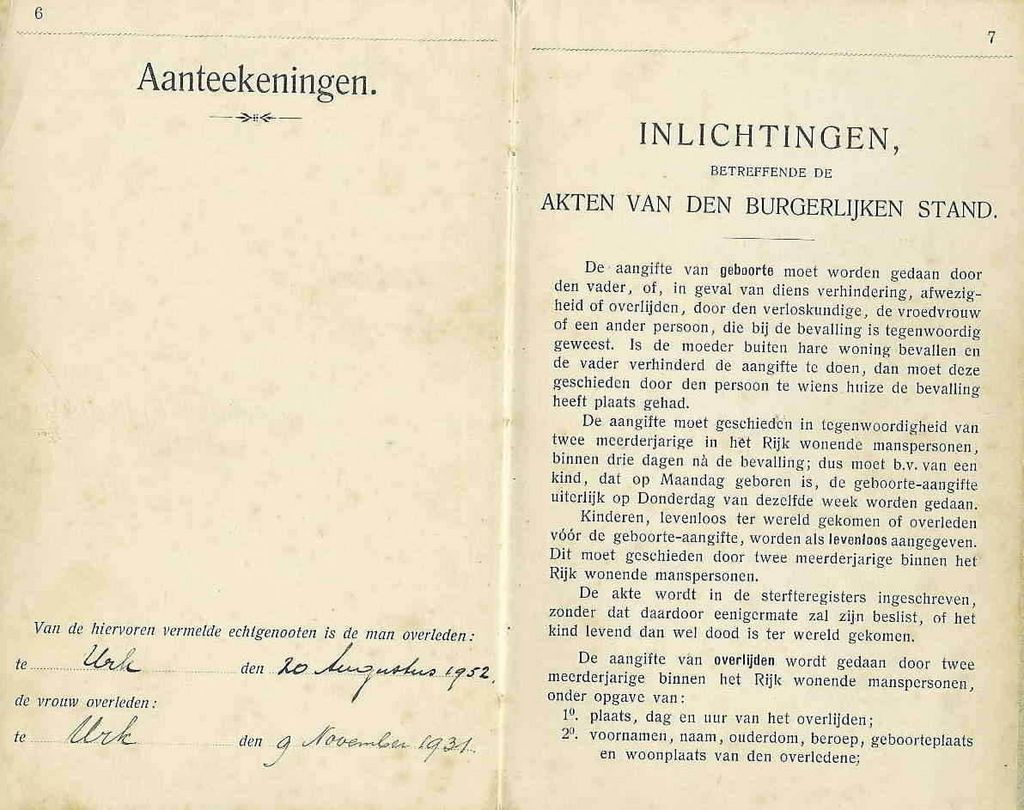 6
Aanteekeningen.
Van de hiervoren vermelde echtgenooten is de man overleden:
te Urk den 20 Augustus 1952.
de vrouw overleden:
te Urk den 9 November 1931.
7
INLICHTINGEN,
BETREFFENDE DE
AKTEN VAN DEN BURGERLIJKEN STAND.
De aangifte van geboorte moet worden gedaan door
den vader, of, in geval van diens verhindering, afwezig-
heid of overlijden, door den verloskundige, de vroedvrouw
of een ander persoon, die bij de bevalling is tegenwoordig
geweest. Is de moeder buiten hare woning bevallen en
de vader verhinderd de aangifte te doen, dan moet deze
geschieden door den persoon te wiens huize de bevalling
heeft plaats gehad.
De aangifte moet geschieden in tegenwoordigheid van
twee meerderjarige in hèt Rijk wonende manspersonen,
binnen drie dagen nà de bevalling; dus moet b.v. van een
kind, dat op Maandag geboren is, de geboorte-aangifte
uiterlijk op Donderdag van dezelfde week worden gedaan.
Kinderen, levenloos ter wereld gekomen of overleden
vóór de geboorte-aangifte, worden als levenloos aangegeven.
Dit moet geschieden door twee meerderjarige binnen het
Rijk wonende manspersonen.
De akte wordt in de sterfteregisters ingeschreven,
zonder dat daardoor eenigermate zal zijn beslist, of het
kind levend dan wel dood is ter wereld gekomen.
De aangifte van overlijden wordt gedaan door twee
meerderjarige binnen het Rijk wonende manspersonen,
onder opgave van:
1⁰. plaats, dag en uur van het overlijden;
2⁰. voornamen, naam, ouderdom, beroep, geboorteplaats
en woonplaats van den overledene;